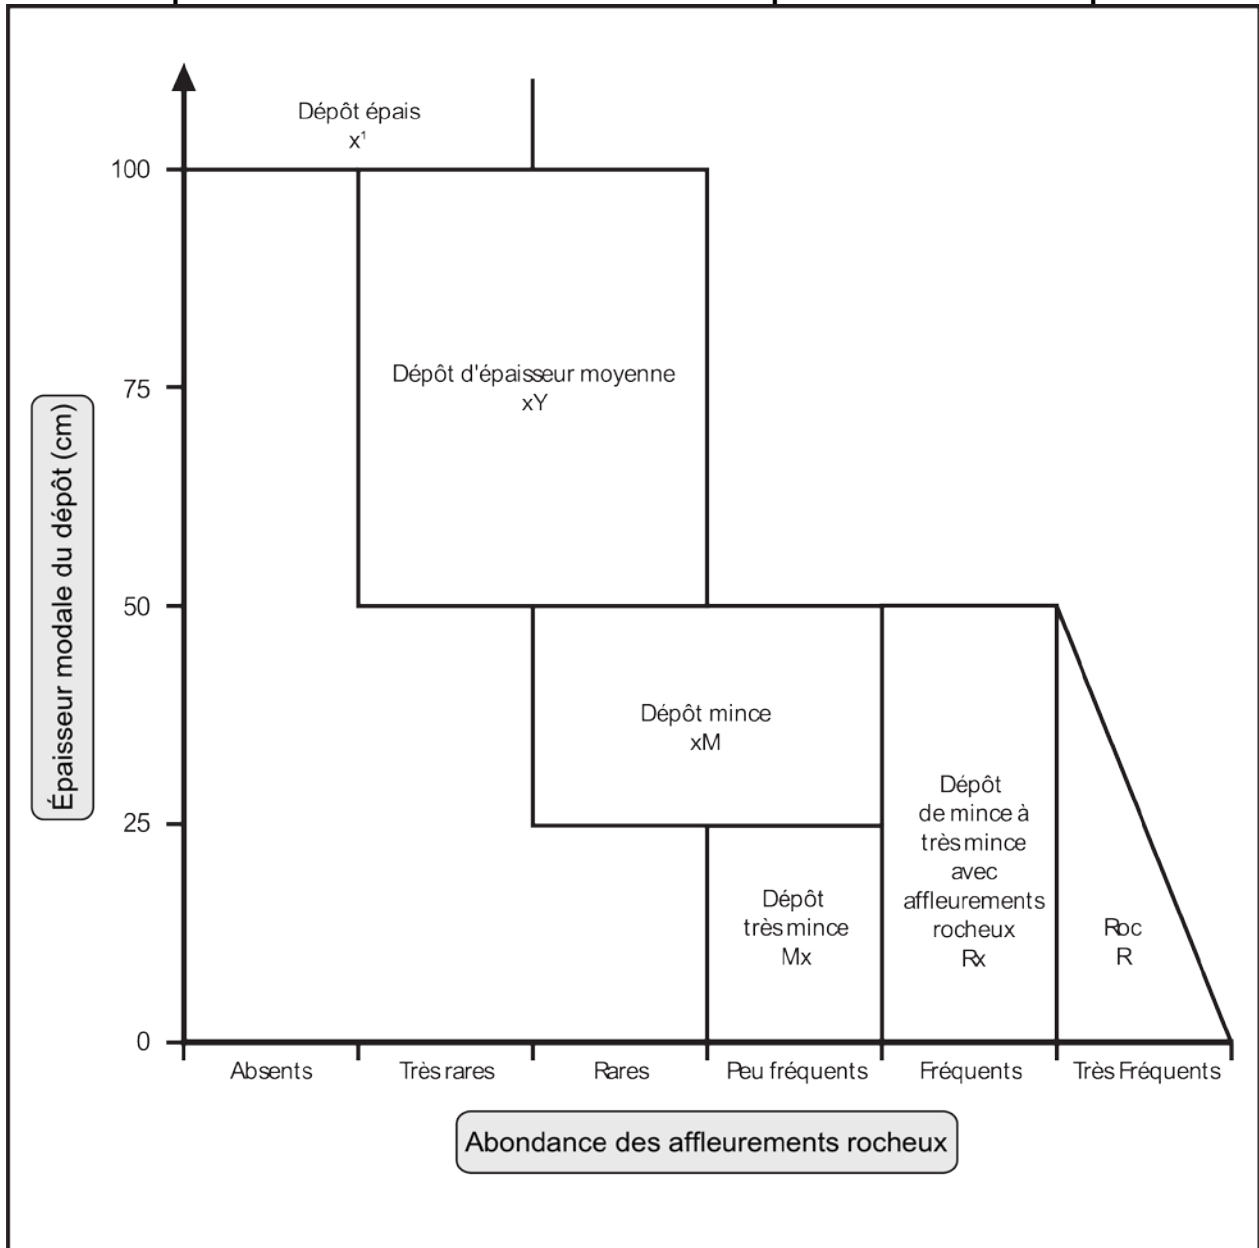 Dépôt épais
x¹
100
Dépôt d'épaisseur moyenne
xY
75
Épaisseur modale du dépôt (cm)
50
Dépôt mince
xM
25
Dépôt
très mince
Mx
Dépôt
de mince à
très mince
avec
affleurements
rocheux
Rx
Roc
R
0
Absents
Très rares
Rares
Peu fréquents
Fréquents
Très Fréquents
Abondance des affleurements rocheux